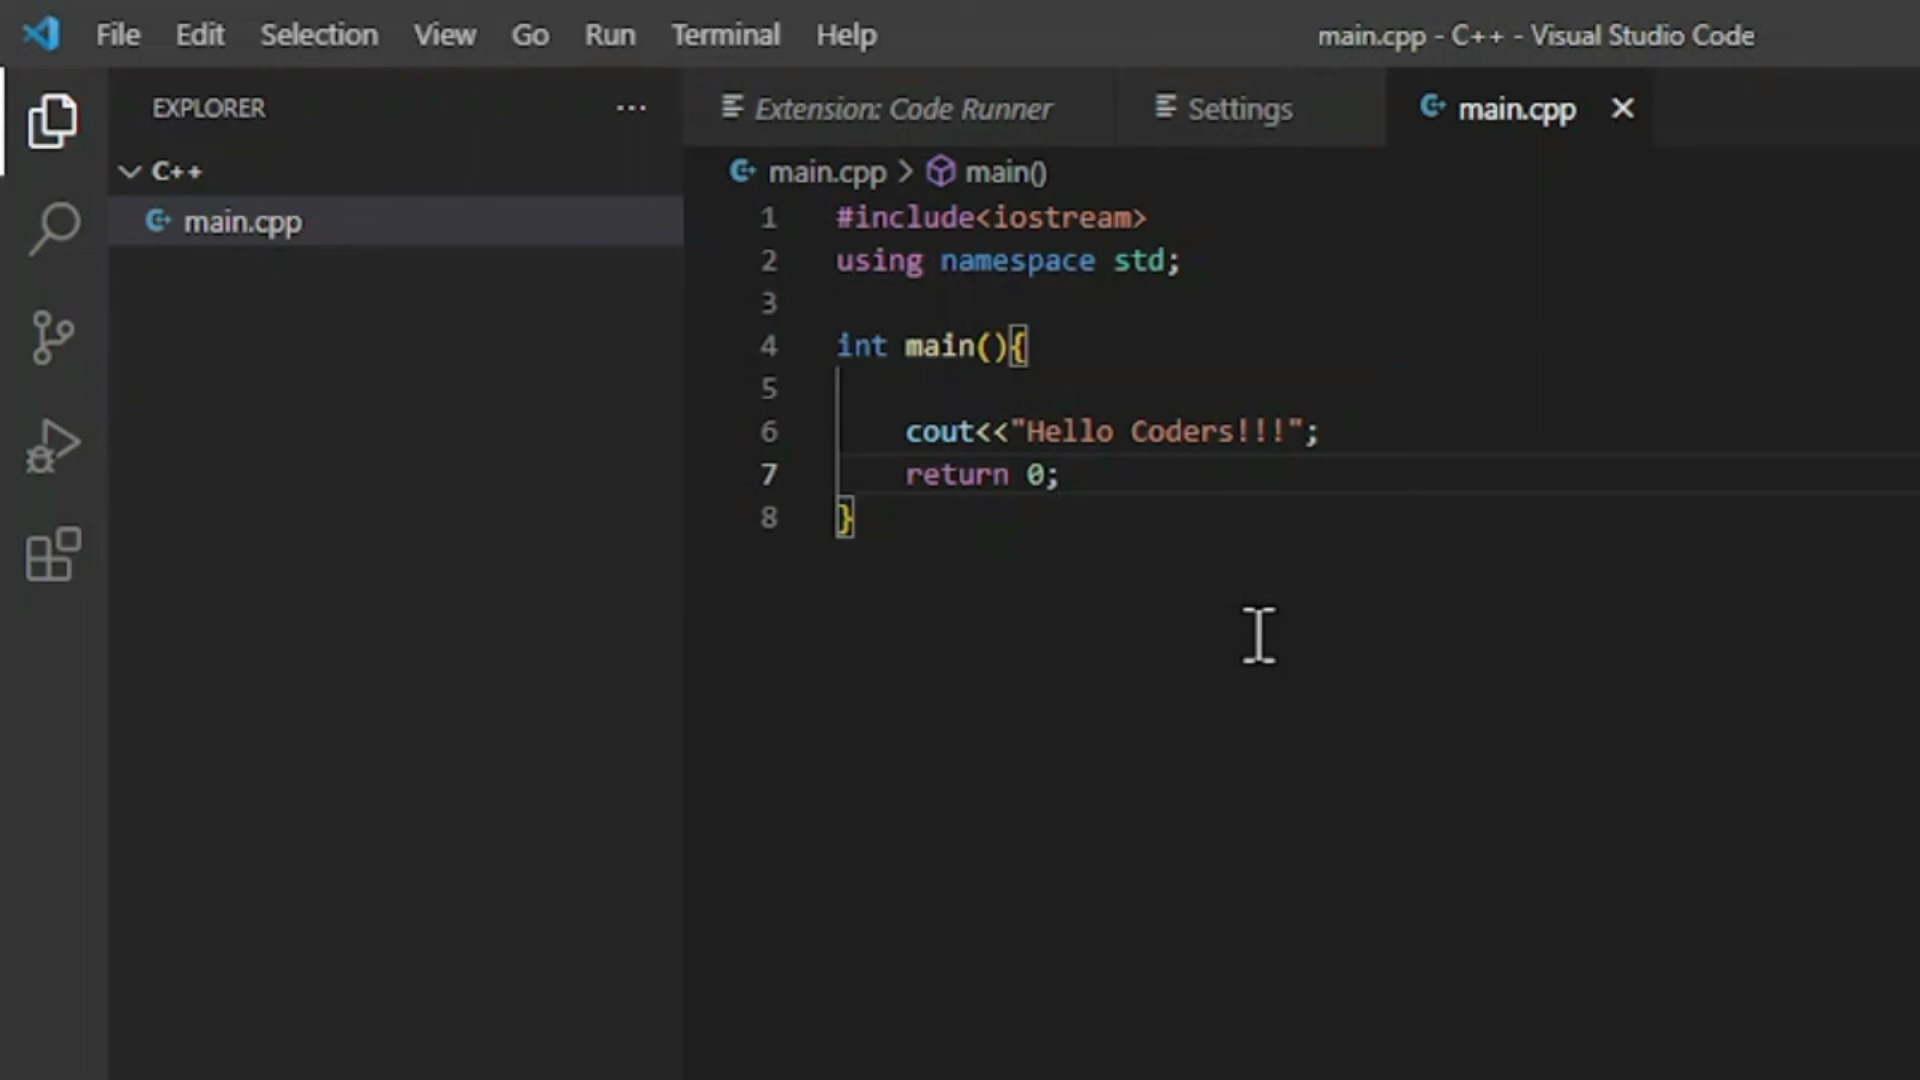 File Edit Selection View Go Run Terminal Help
main.cpp - C++ - Visual Studio Code
EXPLORER ...
C++
main.cpp
Extension: Code Runner
Settings
main.cpp
main.cpp > main()
1 #include<iostream>
2 using namespace std;
3
4 int main(){
5
6 cout<<"Hello Coders!!!";
7 return 0;
8 }